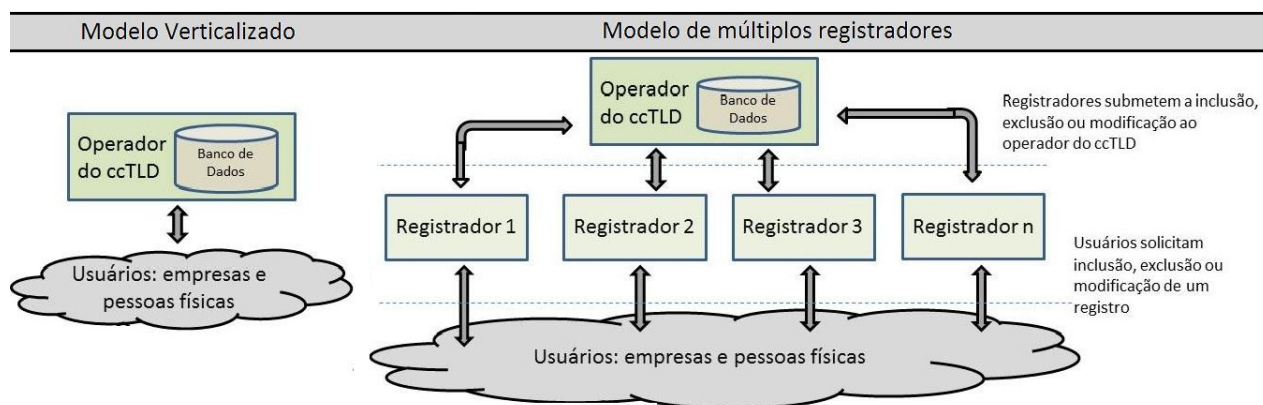 Modelo Verticalizado
Modelo de múltiplos registradores
Operador
do ccTLD
Banco de
Dados
Usuários: empresas e
pessoas físicas
Operador
do ccTLD
Banco de
Dados
Registradores submetem a inclusão,
exclusão ou modificação ao
operador do ccTLD
Registrador 1
Registrador 2
Registrador 3
Registrador n
Usuários solicitam
inclusão, exclusão ou
modificação de um
registro
Usuários: empresas e pessoas físicas